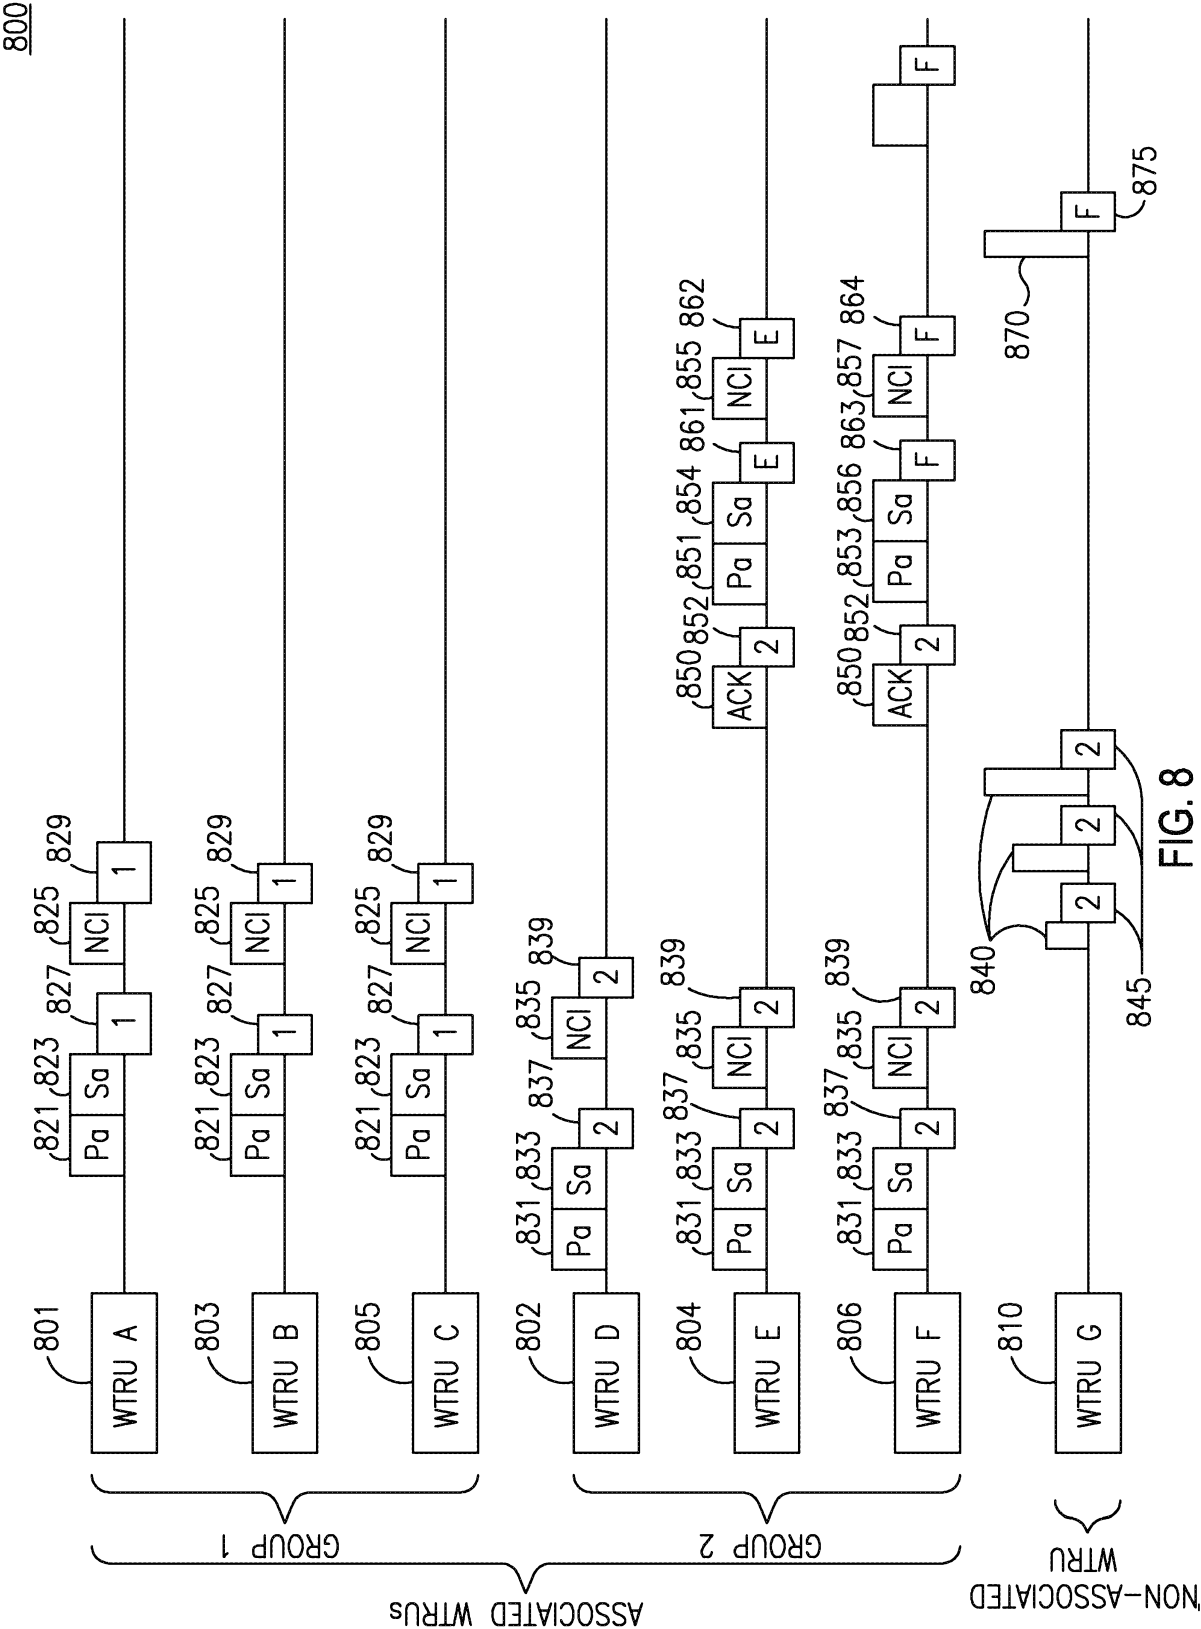 800
ASSOCIATED WTRUs
GROUP 1
801
WTRU A
821
Pa
823
Sa
827
1
825
NCI
829
1
803
WTRU B
821
Pa
823
Sa
827
1
825
NCI
829
1
805
WTRU C
821
Pa
823
Sa
827
1
825
NCI
829
1
GROUP 2
802
WTRU D
831
Pa
833
Sa
837
2
835
NCI
839
2
804
WTRU E
831
Pa
833
Sa
837
2
835
NCI
839
2
850
ACK
852
2
851
Pa
854
Sa
861
E
855
NCI
862
E
806
WTRU F
831
Pa
833
Sa
837
2
835
NCI
839
2
850
ACK
852
2
853
Pa
856
Sa
863
F
857
NCI
864
F
F
'NON-ASSOCIATED
WTRU
810
WTRU G
840
2
2
2
845
870
F
875
FIG. 8